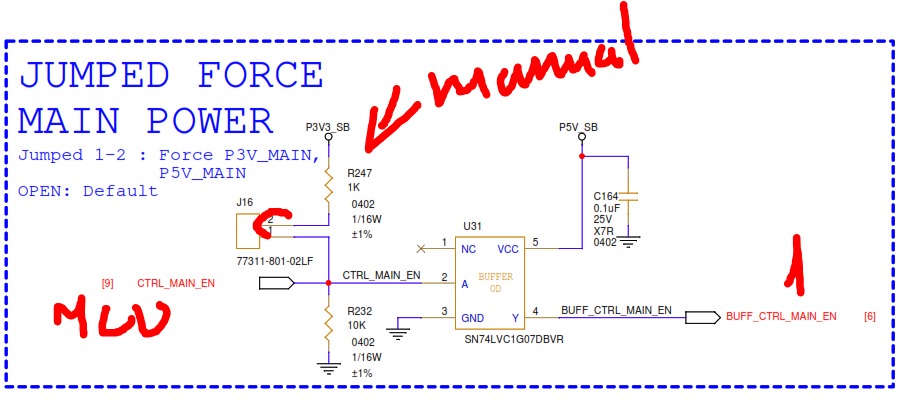 JUMPED FORCE
MAIN POWER
Jumped 1-2 : Force P3V_MAIN,
P5V_MAIN
OPEN: Default
manual
P3V3_SB
R247
1K
0402
1/16W
±1%
J16
2
1
77311-801-02LF
[9] CTRL_MAIN_EN
MCU
CTRL_MAIN_EN
R232
10K
0402
1/16W
±1%
U31
1 NC VCC 5
BUFFER
OD
2 A
3 GND Y 4
SN74LVC1G07DBVR
P5V_SB
C164
0.1uF
25V
X7R
0402
1
BUFF_CTRL_MAIN_EN
BUFF_CTRL_MAIN_EN [6]